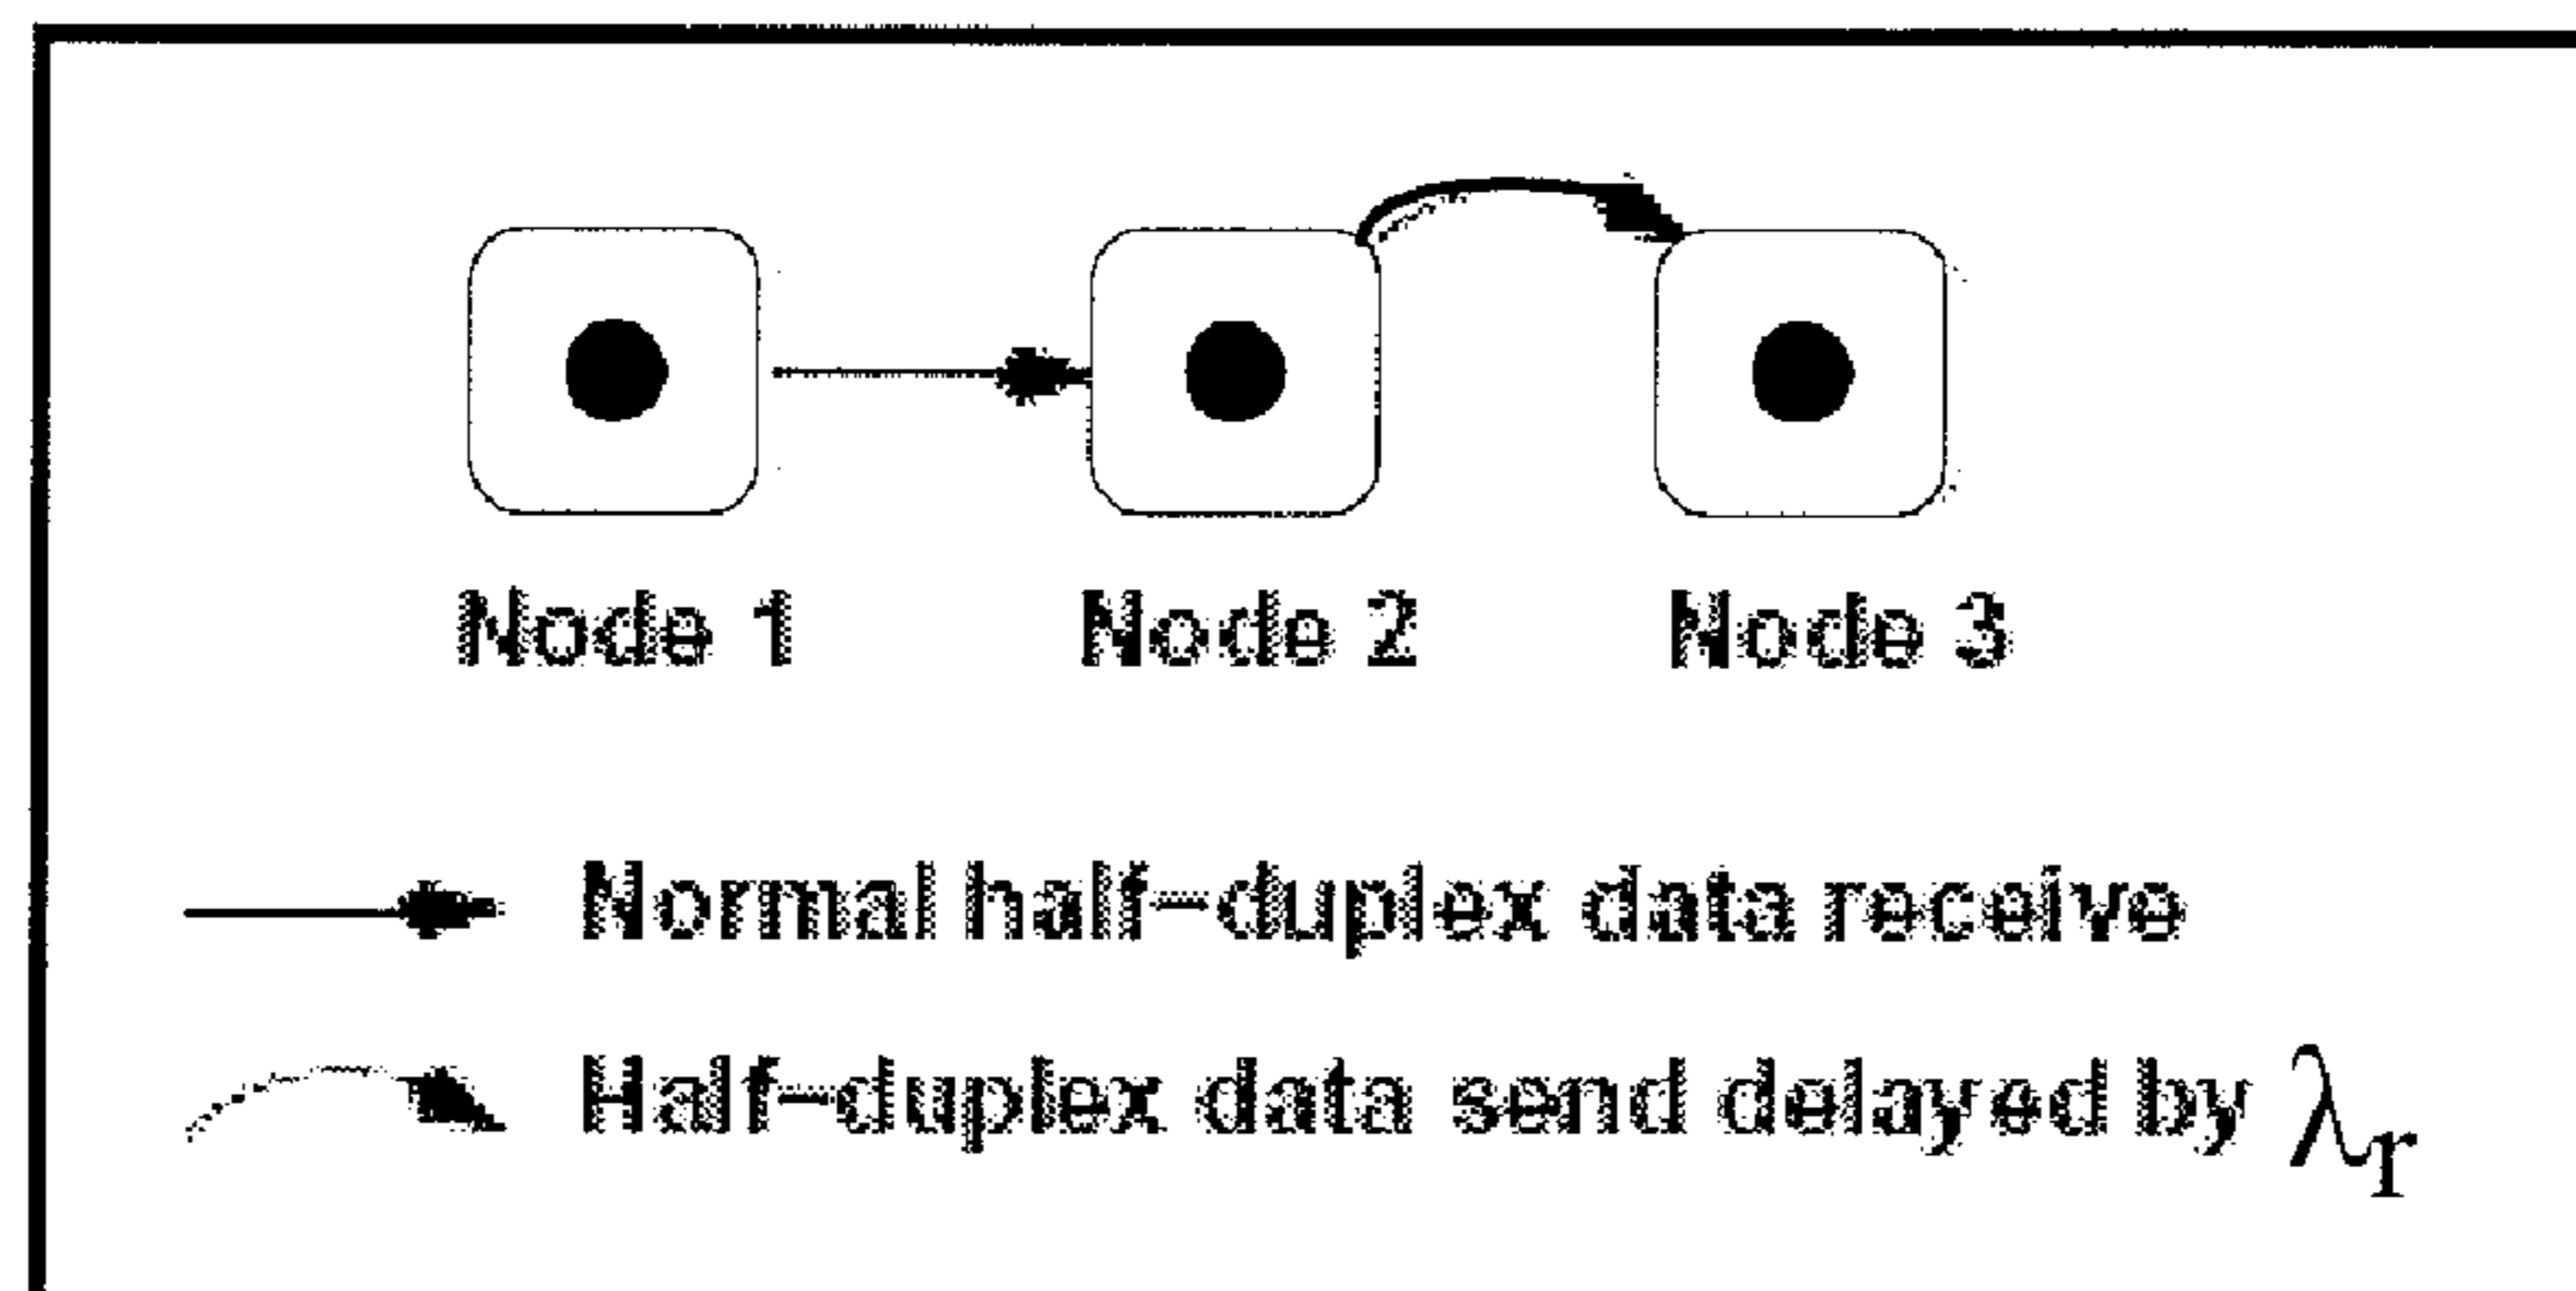 Node 1 Node 2 Node 3
Normal half-duplex data receive
Half-duplex data send delayed by λr